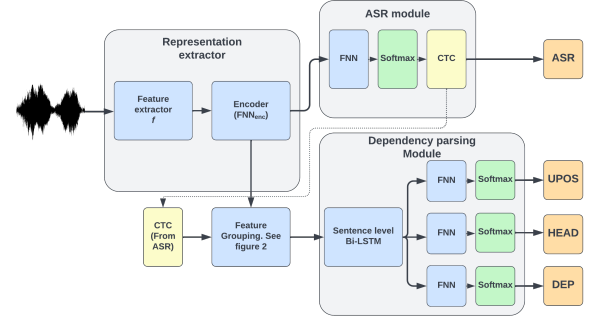 ASR module
Representation
extractor
FNN
Softmax
CTC
ASR
Feature
extractor
f
Encoder
(FNNenc)
Dependency parsing
Module
CTC
(From
ASR)
Feature
Grouping. See
figure 2
Sentence level
Bi-LSTM
FNN
Softmax
UPOS
FNN
Softmax
HEAD
FNN
Softmax
DEP